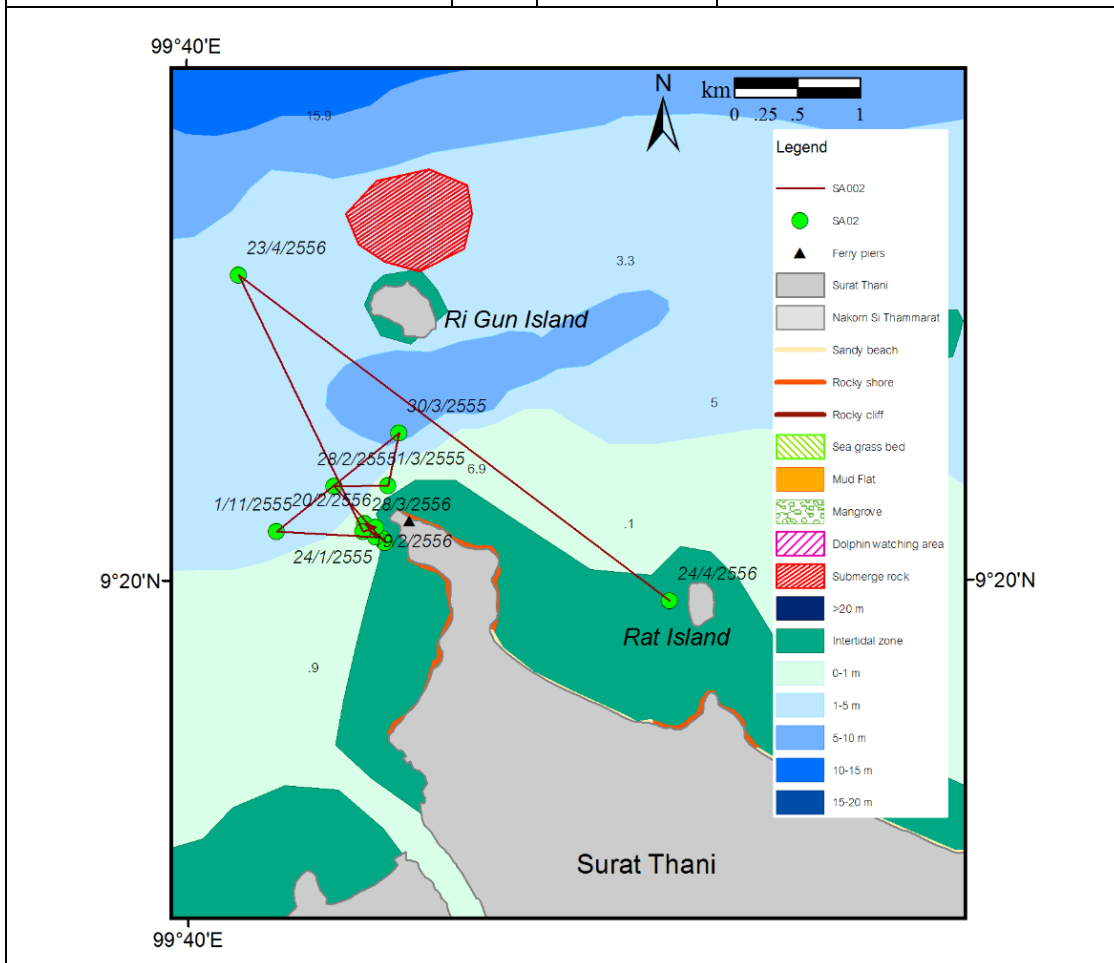 99°40'E
N
km
0 .25 .5 1
15.9
Legend
SA002
SA02
Ferry piers
Surat Thani
Nakorn Si Thammarat
Sandy beach
Rocky shore
Rocky cliff
Sea grass bed
Mud Flat
Mangrove
Dolphin watching area
Submerge rock
>20 m
Intertidal zone
0-1 m
1-5 m
5-10 m
10-15 m
15-20 m
23/4/2556
3.3
Ri Gun Island
5
30/3/2555
28/2/2555
1/3/2555
6.9
1/11/2555
20/2/2556
28/3/2556
.1
24/1/2555
19/2/2556
9°20'N
9°20'N
24/4/2556
Rat Island
.9
Surat Thani
99°40'E